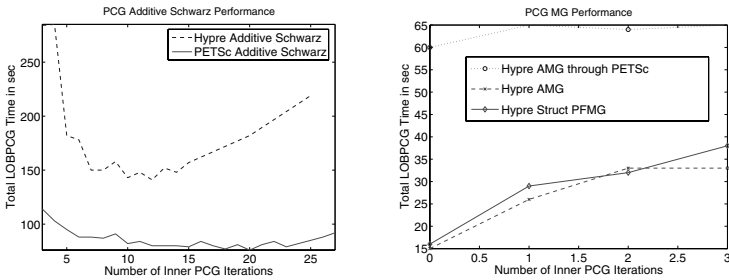 PCG Additive Schwarz Performance
Hypre Additive Schwarz
PETSc Additive Schwarz
Total LOBPCG Time in sec
250
200
150
100
5
10
15
20
25
Number of Inner PCG Iterations
PCG MG Performance
Hypre AMG through PETSc
Hypre AMG
Hypre Struct PFMG
Total LOBPCG Time in sec
65
60
55
50
45
40
35
30
25
20
15
0
0.5
1
1.5
2
2.5
3
Number of Inner PCG Iterations